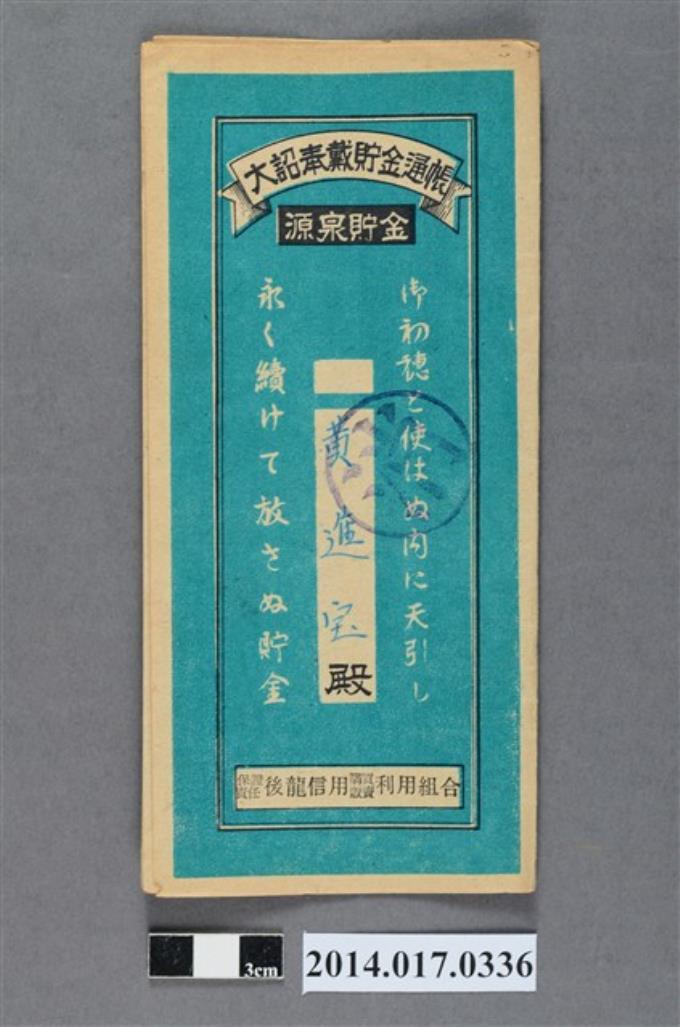 大詔奉戴貯金通帳
源泉貯金
御初穂と使はぬ内に天引し
黄進宝殿
永く續けて放さぬ貯金
保證責任後龍信用購買販賣利用組合
3cm
2014.017.0336